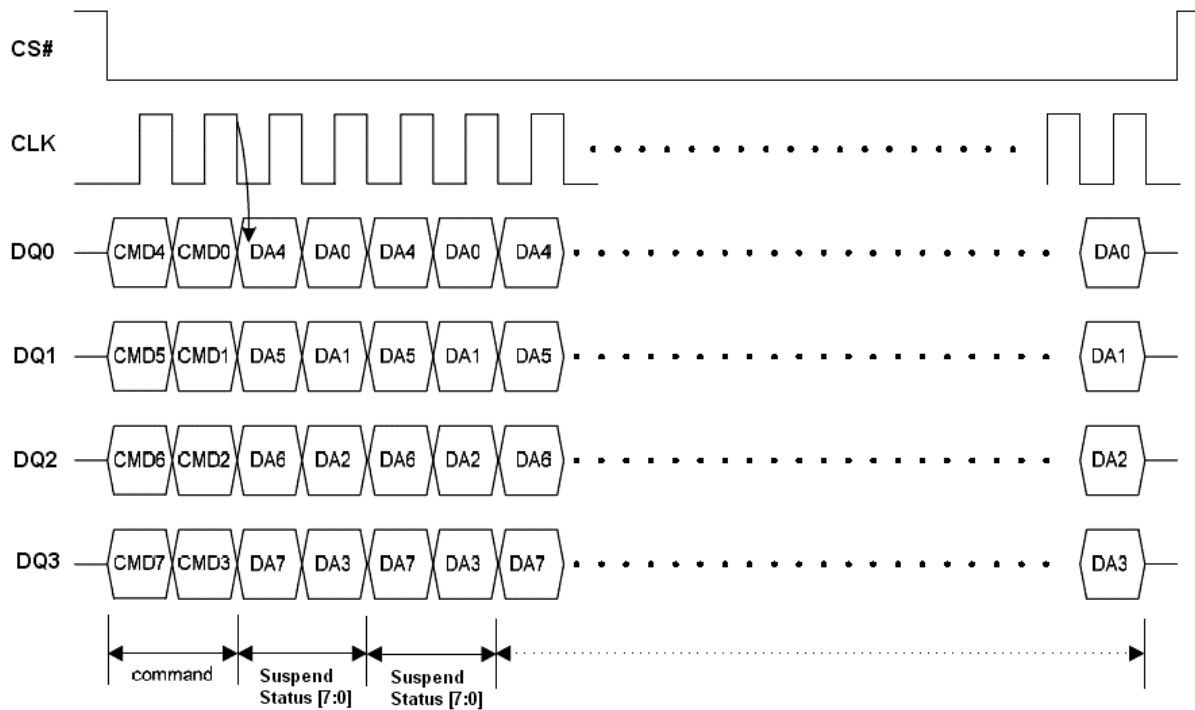 CS#
CLK
DQ0 CMD4 CMD0 DA4 DA0 DA4 DA0 DA4 DA0
DQ1 CMD5 CMD1 DA5 DA1 DA5 DA1 DA5 DA1
DQ2 CMD6 CMD2 DA6 DA2 DA6 DA2 DA6 DA2
DQ3 CMD7 CMD3 DA7 DA3 DA7 DA3 DA7 DA3
command
Suspend
Status [7:0]
Suspend
Status [7:0]